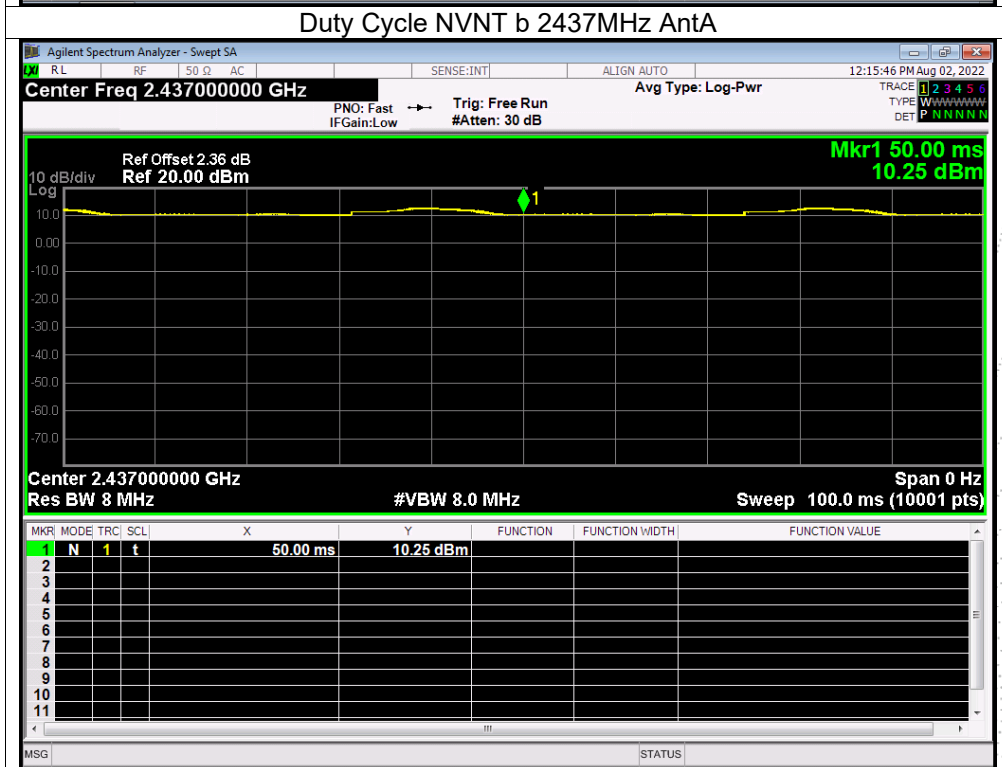 Duty Cycle NVNT b 2437MHz AntA
Agilent Spectrum Analyzer - Swept SA
LXI RL RF 50 Ω AC SENSE:INT ALIGN AUTO 12:15:46 PM Aug 02, 2022
Center Freq 2.437000000 GHz
PNO: Fast
IFGain:Low
Trig: Free Run
#Atten: 30 dB
Avg Type: Log-Pwr
TRACE 1 2 3 4 5 6
TYPE WWWWWW
DET P N N N N N
Mkr1 50.00 ms
10.25 dBm
Ref Offset 2.36 dB
10 dB/div Ref 20.00 dBm
Log
1
10.0
0.00
-10.0
-20.0
-30.0
-40.0
-50.0
-60.0
-70.0
Center 2.437000000 GHz Span 0 Hz
Res BW 8 MHz #VBW 8.0 MHz Sweep 100.0 ms (10001 pts)
MKR MODE TRC SCL X Y FUNCTION FUNCTION WIDTH FUNCTION VALUE
1 N 1 t 50.00 ms 10.25 dBm
2
3
4
5
6
7
8
9
10
11
MSG STATUS